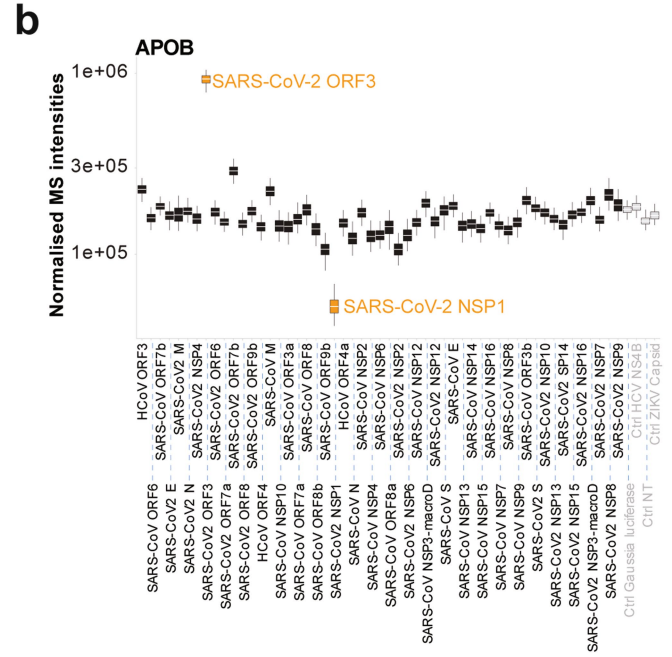 b
APOB
Normalised MS intensities
1e+06
3e+05
1e+05
SARS-CoV-2 ORF3
SARS-CoV-2 NSP1
HCoV ORF3
SARS-CoV ORF7b
SARS-CoV2 M
SARS-CoV2 NSP4
SARS-CoV2 ORF6
SARS-CoV2 ORF7b
SARS-CoV2 ORF9b
SARS-CoV M
SARS-CoV ORF3a
SARS-CoV ORF8
SARS-CoV ORF9b
HCoV ORF4a
SARS-CoV NSP2
SARS-CoV NSP6
SARS-CoV2 NSP2
SARS-CoV NSP12
SARS-CoV2 NSP12
SARS-CoV E
SARS-CoV NSP14
SARS-CoV NSP16
SARS-CoV NSP8
SARS-CoV ORF3b
SARS-CoV2 NSP10
SARS-CoV2 SP14
SARS-CoV2 NSP16
SARS-CoV2 NSP7
SARS-CoV2 NSP9
Ctrl HCV NS4B
Ctrl ZIKV Capsid
SARS-CoV ORF6
SARS-CoV2 E
SARS-CoV2 N
SARS-CoV2 ORF3
SARS-CoV2 ORF7a
SARS-CoV2 ORF8
HCoV ORF4
SARS-CoV NSP10
SARS-CoV ORF7a
SARS-CoV ORF8b
SARS-CoV2 NSP1
SARS-CoV N
SARS-CoV NSP4
SARS-CoV ORF8a
SARS-CoV2 NSP6
SARS-CoV NSP3-macroD
SARS-CoV S
SARS-CoV NSP13
SARS-CoV NSP15
SARS-CoV NSP7
SARS-CoV NSP9
SARS-CoV2 S
SARS-CoV2 NSP13
SARS-CoV2 NSP15
SARS-CoV2 NSP3-macroD
SARS-CoV2 NSP8
Ctrl Gaussia luciferase
Ctrl NT